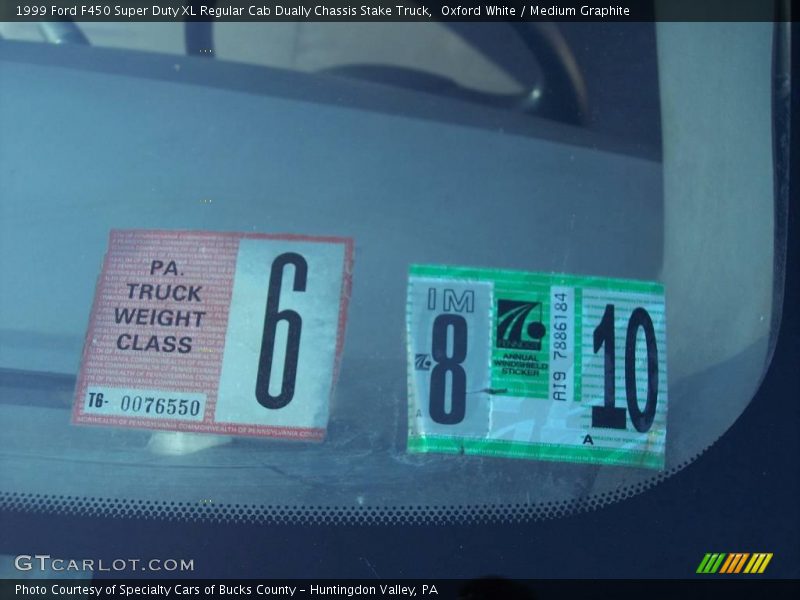 1999 Ford F450 Super Duty XL Regular Cab Dually Chassis Stake Truck,  Oxford White / Medium Graphite
PA.
TRUCK
WEIGHT
CLASS
T6- 0076550
6
IM
8
A
ANNUAL
WINDSHIELD
STICKER
AI9 7886184
10
A
GTCARLOT.COM
Photo Courtesy of Specialty Cars of Bucks County - Huntingdon Valley, PA